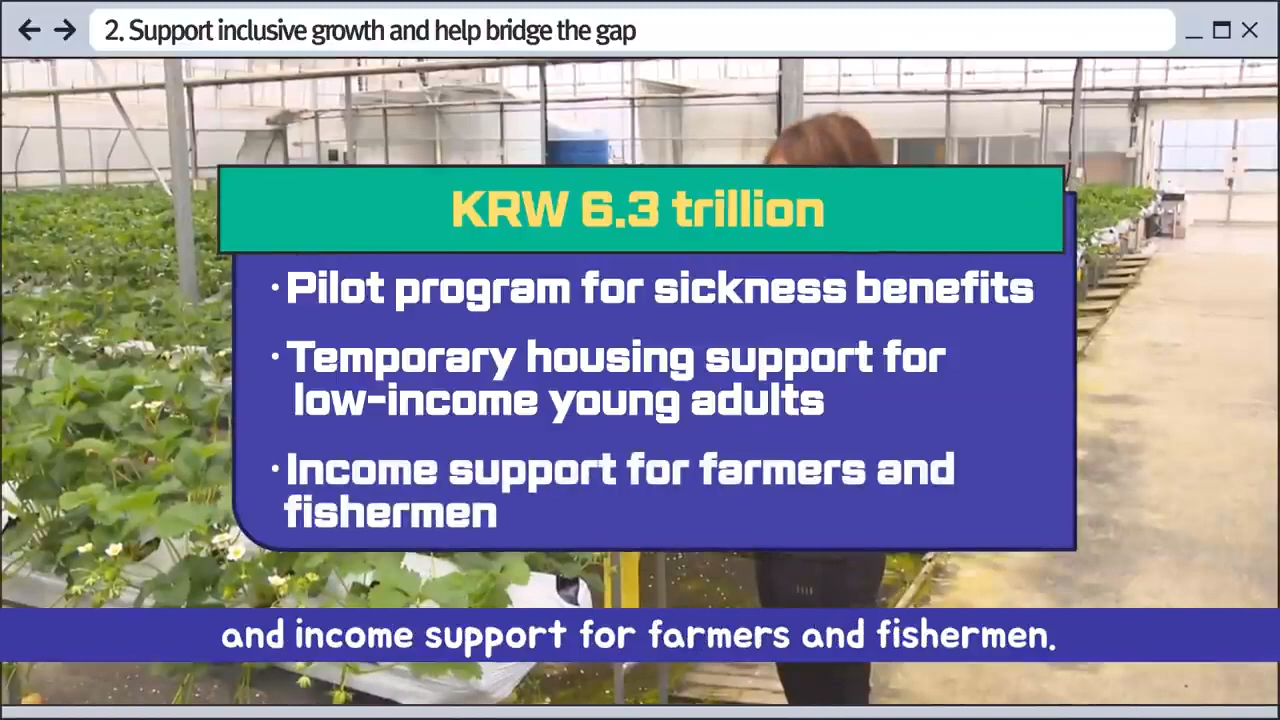 2. Support inclusive growth and help bridge the gap
KRW 6.3 trillion
· Pilot program for sickness benefits
· Temporary housing support for
low-income young adults
· Income support for farmers and
fishermen
and income support for farmers and fishermen.